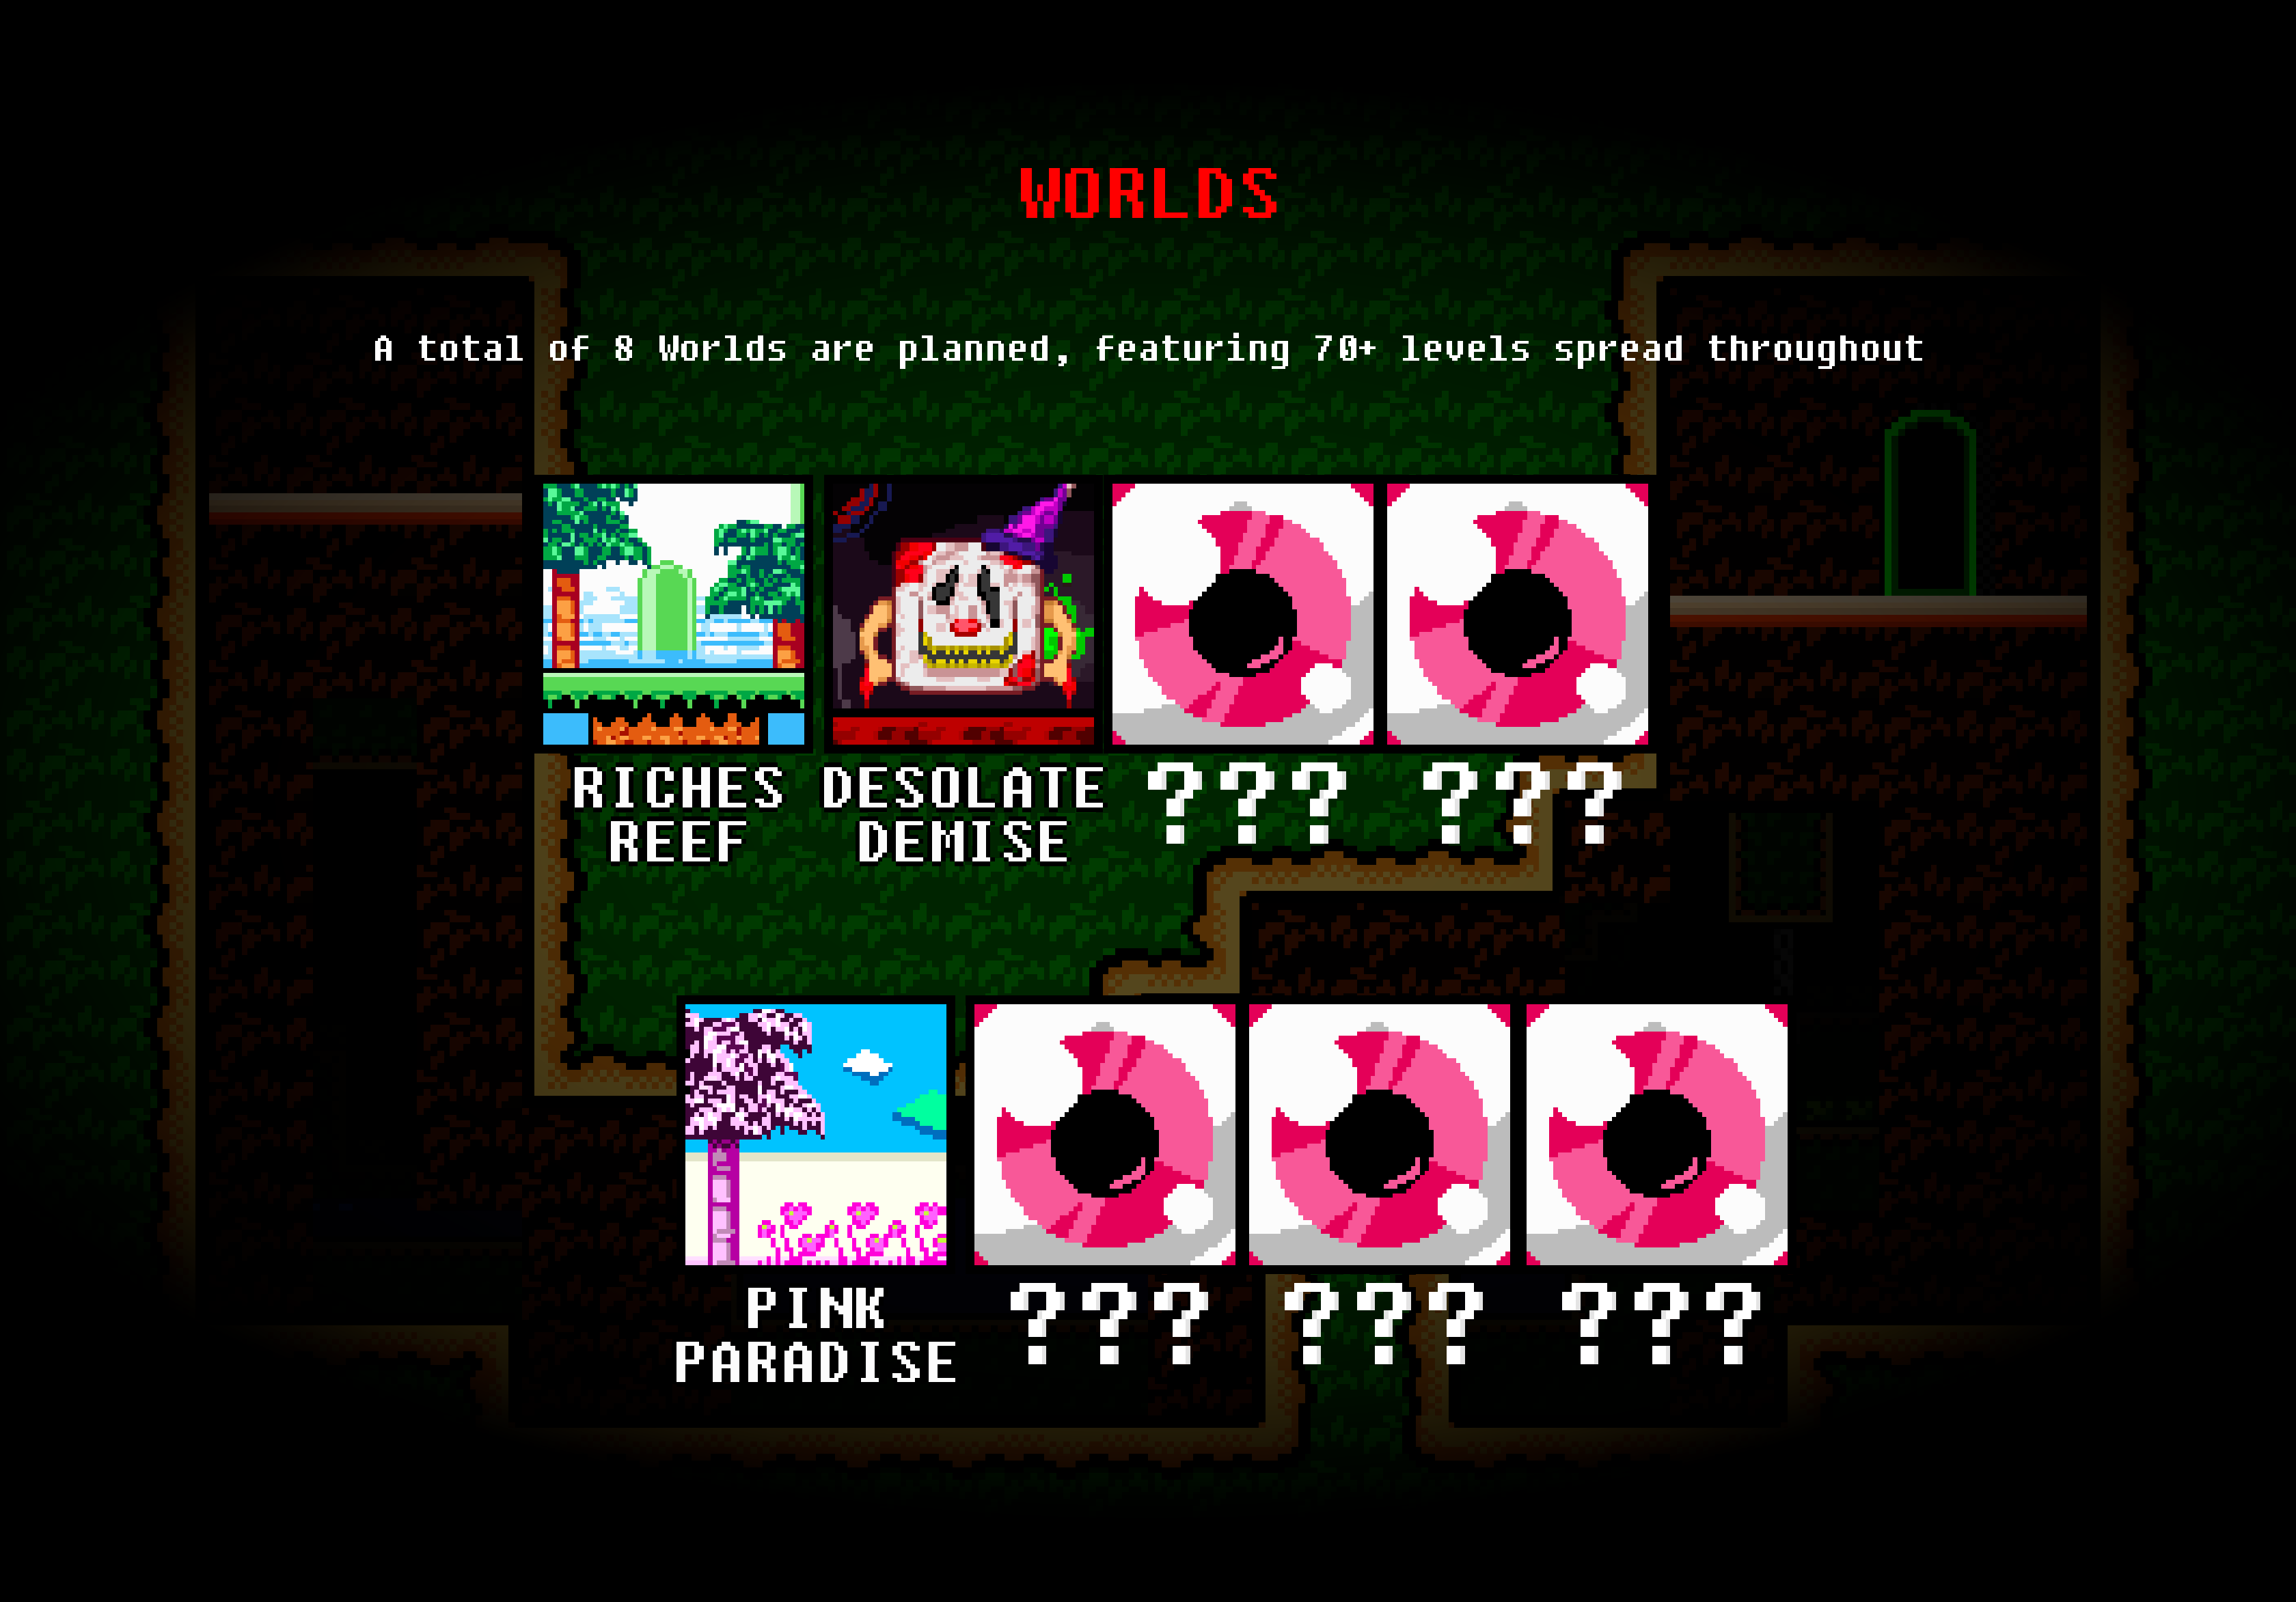 WORLDS
A total of 8 Worlds are planned, featuring 70+ levels spread throughout
RICHES
REEF
DESOLATE
DEMISE
???
???
PINK
PARADISE
???
???
???